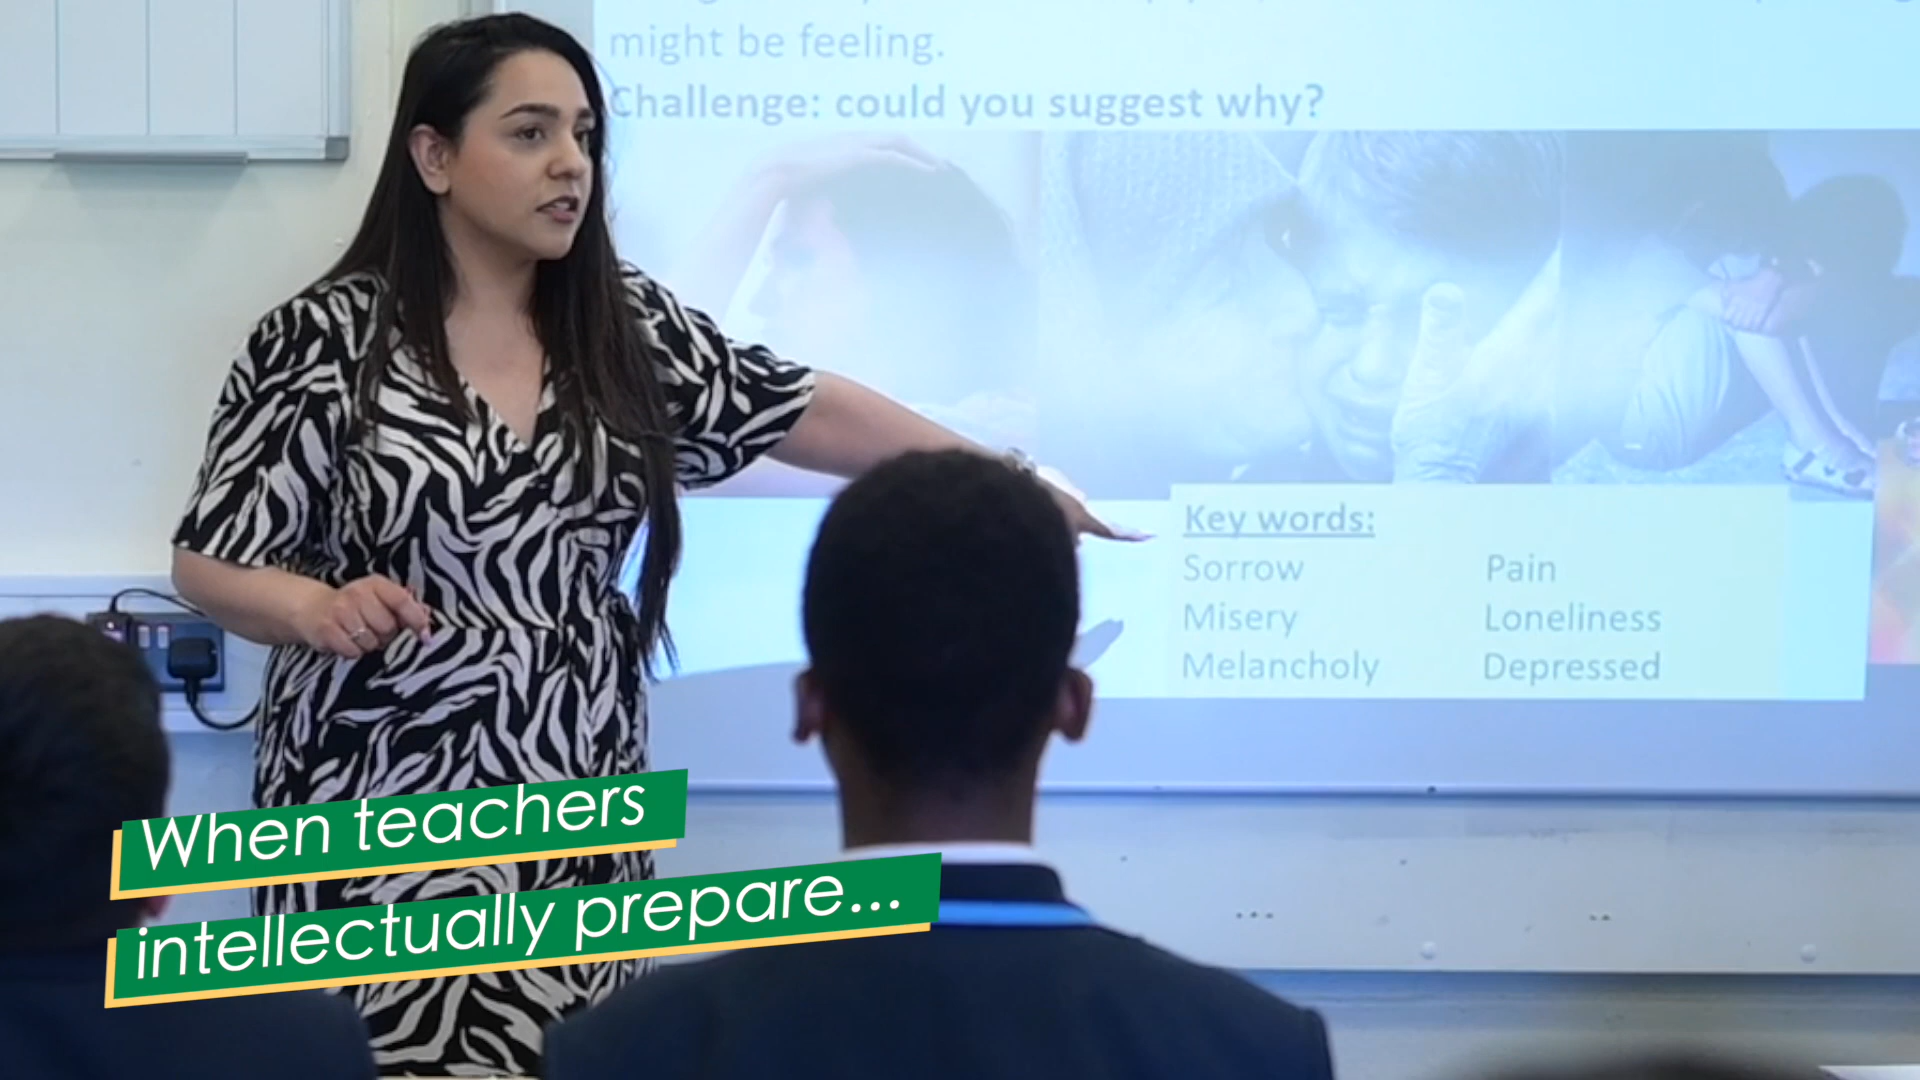 might be feeling.
Challenge: could you suggest why?
Key words:
Sorrow Pain
Misery Loneliness
Melancholy Depressed
When teachers
intellectually prepare...